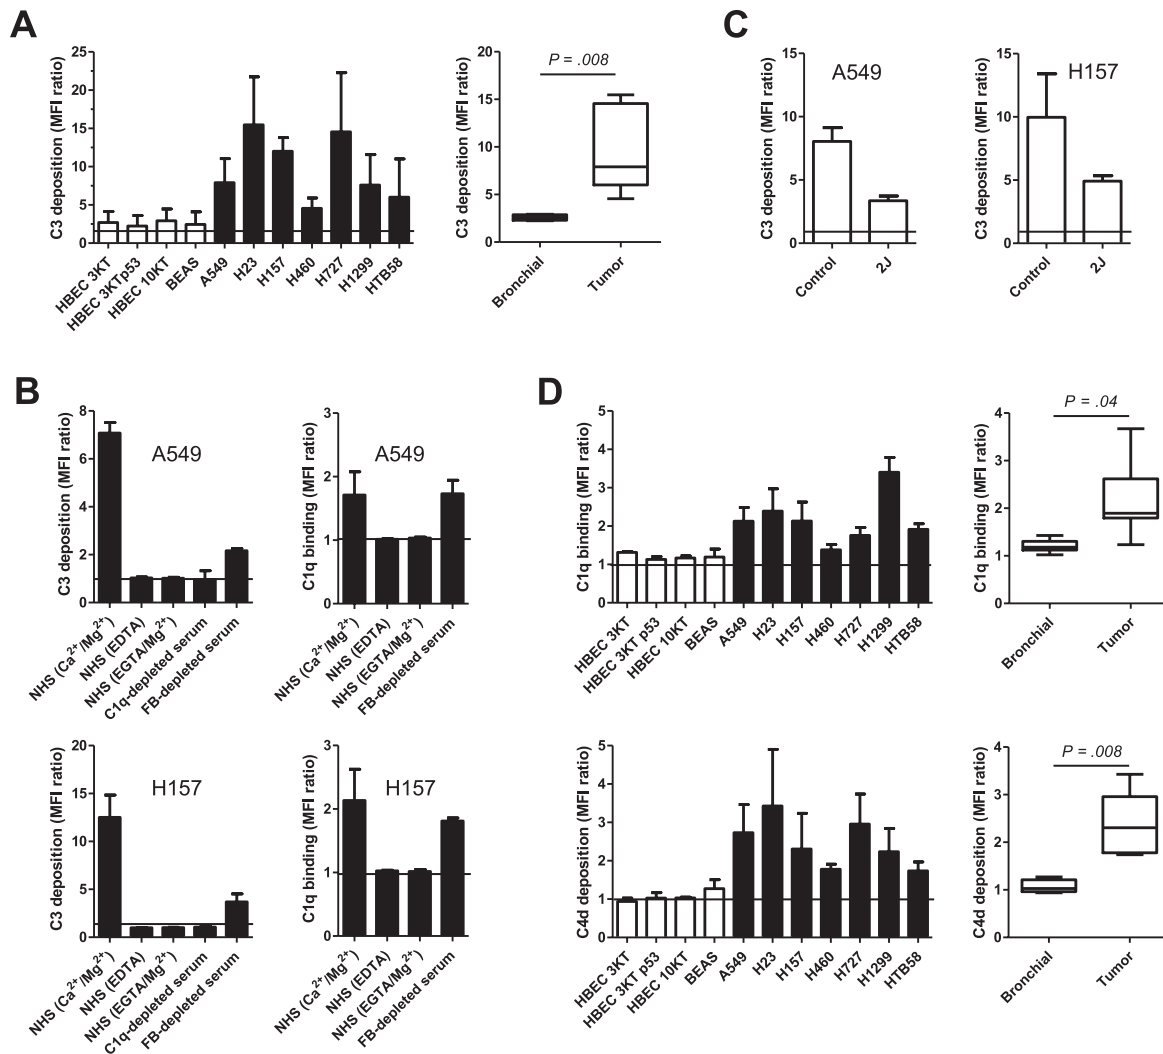 A
C3 deposition (MFI ratio)
25
20
15
10
5
0
HBEC 3KT
HBEC 3KTp53
HBEC 10KT
BEAS
A549
H23
H157
H460
H727
H1299
HTB58
C3 deposition (MFI ratio)
20
15
10
5
0
P = .008
Bronchial
Tumor
C
C3 deposition (MFI ratio)
15
10
5
0
A549
Control
2J
C3 deposition (MFI ratio)
15
10
5
0
H157
Control
2J
B
C3 deposition (MFI ratio)
8
6
4
2
0
A549
NHS (Ca2+/Mg2+)
NHS (EDTA)
NHS (EGTA/Mg2+)
C1q-depleted serum
FB-depleted serum
C1q binding (MFI ratio)
3
2
1
0
A549
NHS (Ca2+/Mg2+)
NHS (EDTA)
NHS (EGTA/Mg2+)
FB-depleted serum
C3 deposition (MFI ratio)
20
15
10
5
0
H157
NHS (Ca2+/Mg2+)
NHS (EDTA)
NHS (EGTA/Mg2+)
C1q-depleted serum
FB-depleted serum
C1q binding (MFI ratio)
3
2
1
0
H157
NHS (Ca2+/Mg2+)
NHS (EDTA)
NHS (EGTA/Mg2+)
FB-depleted serum
D
C1q binding (MFI ratio)
5
4
3
2
1
0
HBEC 3KT
HBEC 3KT p53
HBEC 10KT
BEAS
A549
H23
H157
H460
H727
H1299
HTB58
C1q binding (MFI ratio)
4
3
2
1
0
P = .04
Bronchial
Tumor
C4d deposition (MFI ratio)
5
4
3
2
1
0
HBEC 3KT
HBEC 3KT p53
HBEC 10KT
BEAS
A549
H23
H157
H460
H727
H1299
HTB58
C4d deposition (MFI ratio)
4
3
2
1
0
P = .008
Bronchial
Tumor